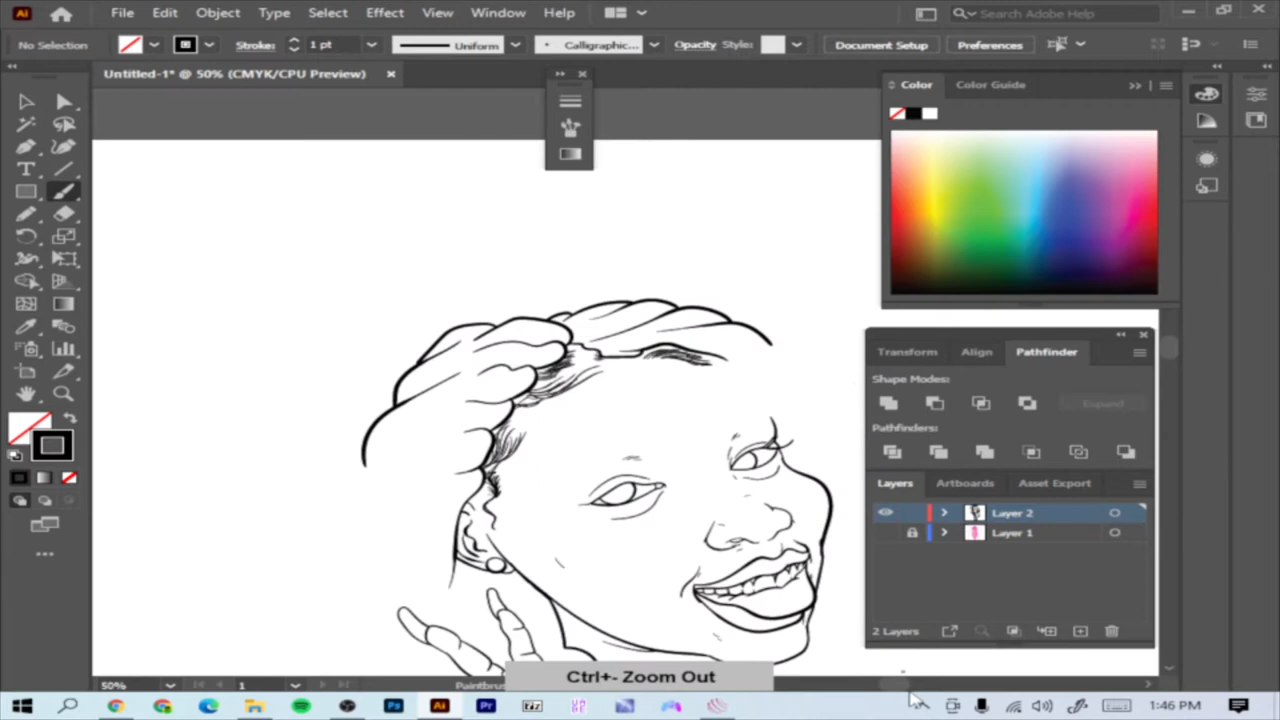 File Edit Object Type Select Effect View Window Help Search Adobe Help
No Selection Stroke: 1 pt Uniform Calligraphic... Opacity Style: Document Setup Preferences
Untitled-1* @ 50% (CMYK/CPU Preview)
Color Color Guide
Transform Align Pathfinder
Shape Modes:
Expand
Pathfinders:
Layers Artboards Asset Export
Layer 2
Layer 1
2 Layers
Ctrl+- Zoom Out
50% 1 Paintbrus
1:46 PM